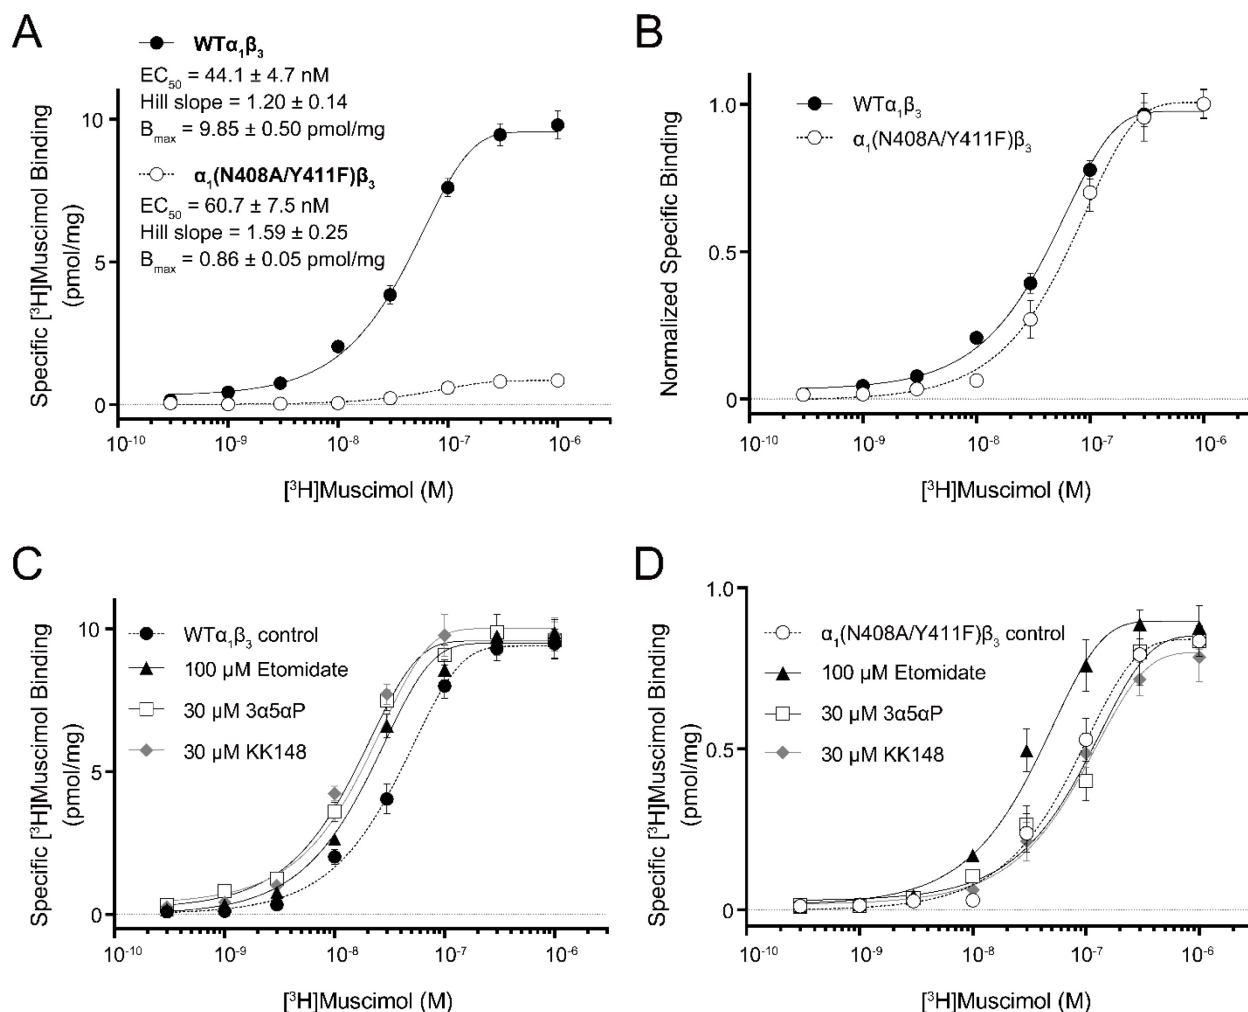 A
WTα₁β₃
EC₅₀ = 44.1 ± 4.7 nM
Hill slope = 1.20 ± 0.14
Bₘₐₓ = 9.85 ± 0.50 pmol/mg
α₁(N408A/Y411F)β₃
EC₅₀ = 60.7 ± 7.5 nM
Hill slope = 1.59 ± 0.25
Bₘₐₓ = 0.86 ± 0.05 pmol/mg
Specific [³H]Muscimol Binding
(pmol/mg)
10
5
0
10⁻¹⁰ 10⁻⁹ 10⁻⁸ 10⁻⁷ 10⁻⁶
[³H]Muscimol (M)
B
WTα₁β₃
α₁(N408A/Y411F)β₃
Normalized Specific Binding
1.0
0.5
0
10⁻¹⁰ 10⁻⁹ 10⁻⁸ 10⁻⁷ 10⁻⁶
[³H]Muscimol (M)
C
WTα₁β₃ control
100 µM Etomidate
30 µM 3α5αP
30 µM KK148
Specific [³H]Muscimol Binding
(pmol/mg)
10
5
0
10⁻¹⁰ 10⁻⁹ 10⁻⁸ 10⁻⁷ 10⁻⁶
[³H]Muscimol (M)
D
α₁(N408A/Y411F)β₃ control
100 µM Etomidate
30 µM 3α5αP
30 µM KK148
Specific [³H]Muscimol Binding
(pmol/mg)
1.0
0.5
0
10⁻¹⁰ 10⁻⁹ 10⁻⁸ 10⁻⁷ 10⁻⁶
[³H]Muscimol (M)